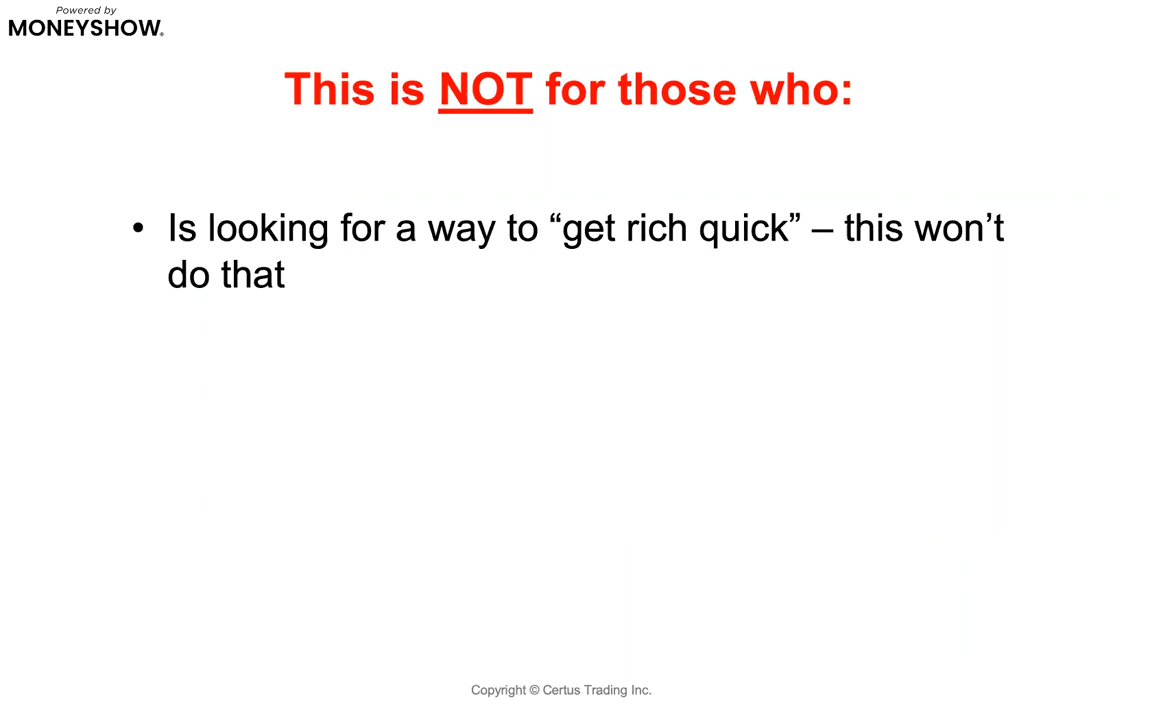 Powered by
MONEYSHOW.
This is NOT for those who:
• Is looking for a way to “get rich quick” – this won’t
do that
Copyright © Certus Trading Inc.